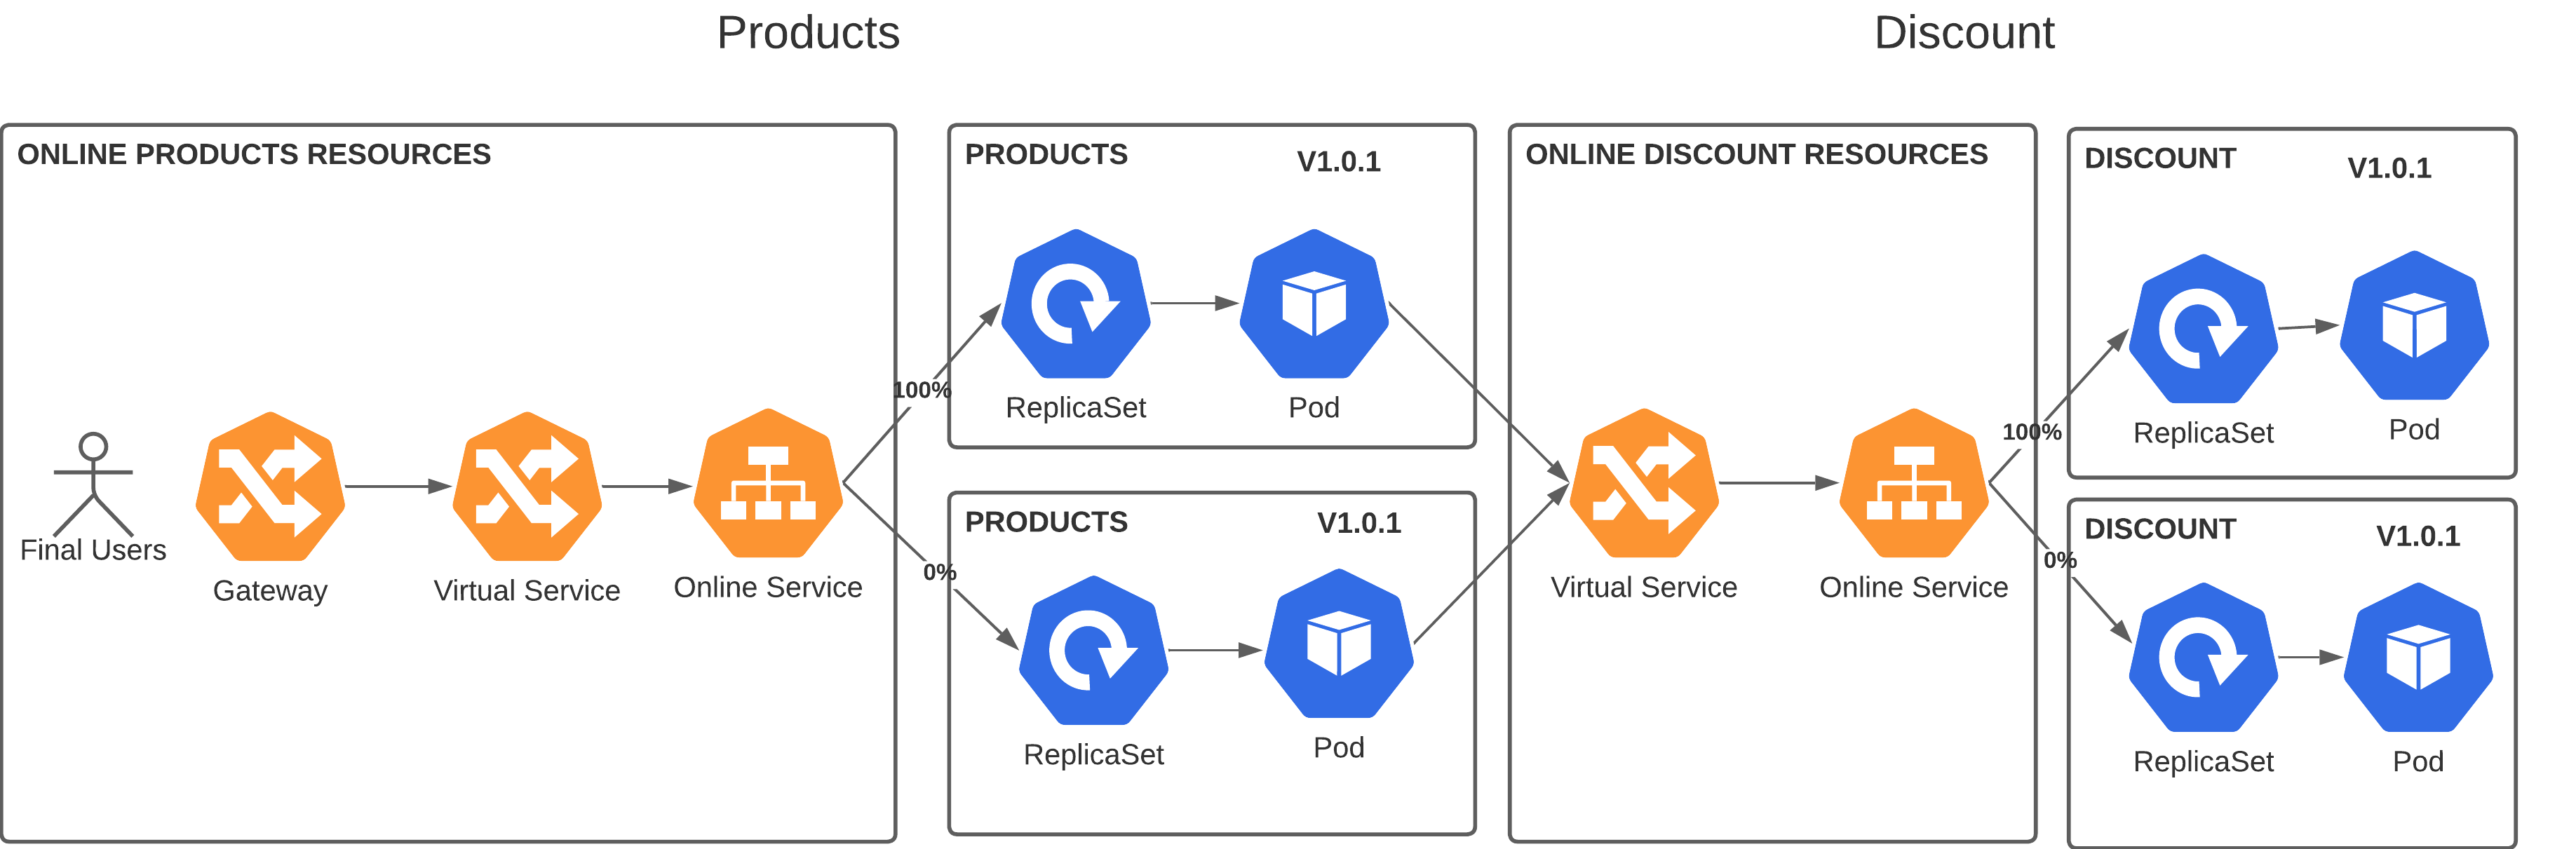 Products
Discount
ONLINE PRODUCTS RESOURCES
Final Users
Gateway
Virtual Service
Online Service
100%
0%
PRODUCTS
V1.0.1
ReplicaSet
Pod
PRODUCTS
V1.0.1
ReplicaSet
Pod
ONLINE DISCOUNT RESOURCES
Virtual Service
Online Service
100%
0%
DISCOUNT
V1.0.1
ReplicaSet
Pod
DISCOUNT
V1.0.1
ReplicaSet
Pod